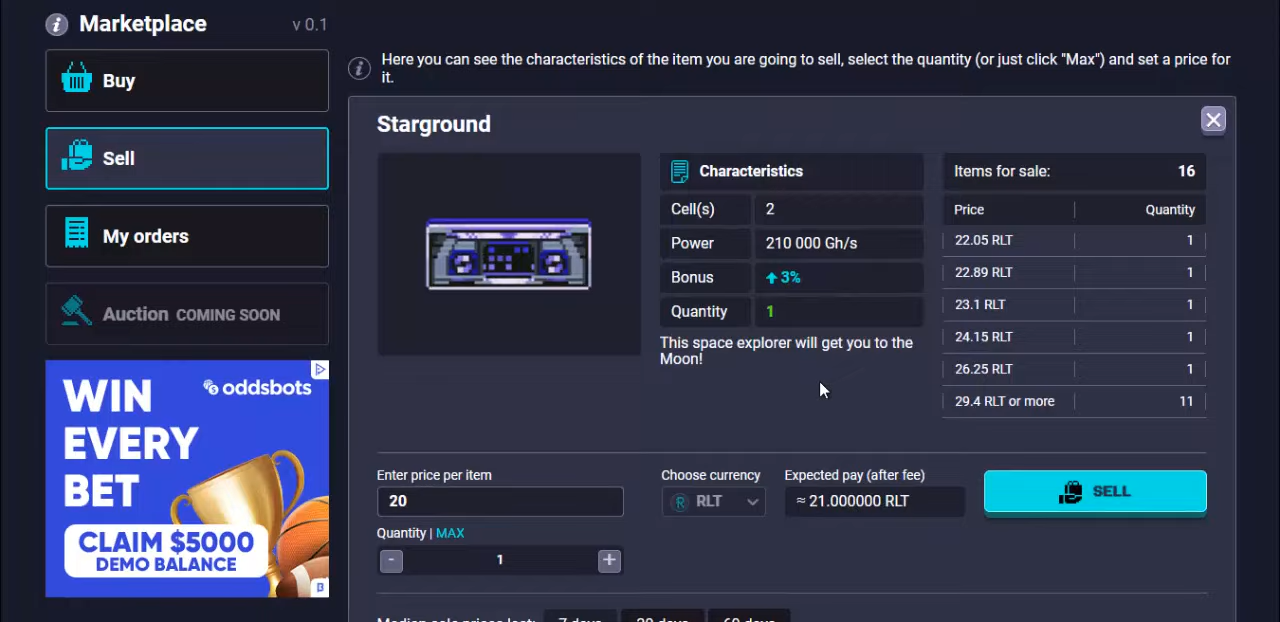 Marketplace
v 0.1
Buy
Sell
My orders
Auction COMING SOON
oddsbots
WIN
EVERY
BET
CLAIM $5000
DEMO BALANCE
Here you can see the characteristics of the item you are going to sell, select the quantity (or just click "Max") and set a price for
it.
Starground
Characteristics
Cell(s) 2
Power 210 000 Gh/s
Bonus 3%
Quantity 1
This space explorer will get you to the
Moon!
Items for sale: 16
Price Quantity
22.05 RLT 1
22.89 RLT 1
23.1 RLT 1
24.15 RLT 1
26.25 RLT 1
29.4 RLT or more 11
Enter price per item
20
Quantity | MAX
- 1 +
Choose currency
RLT
Expected pay (after fee)
≈ 21.000000 RLT
SELL